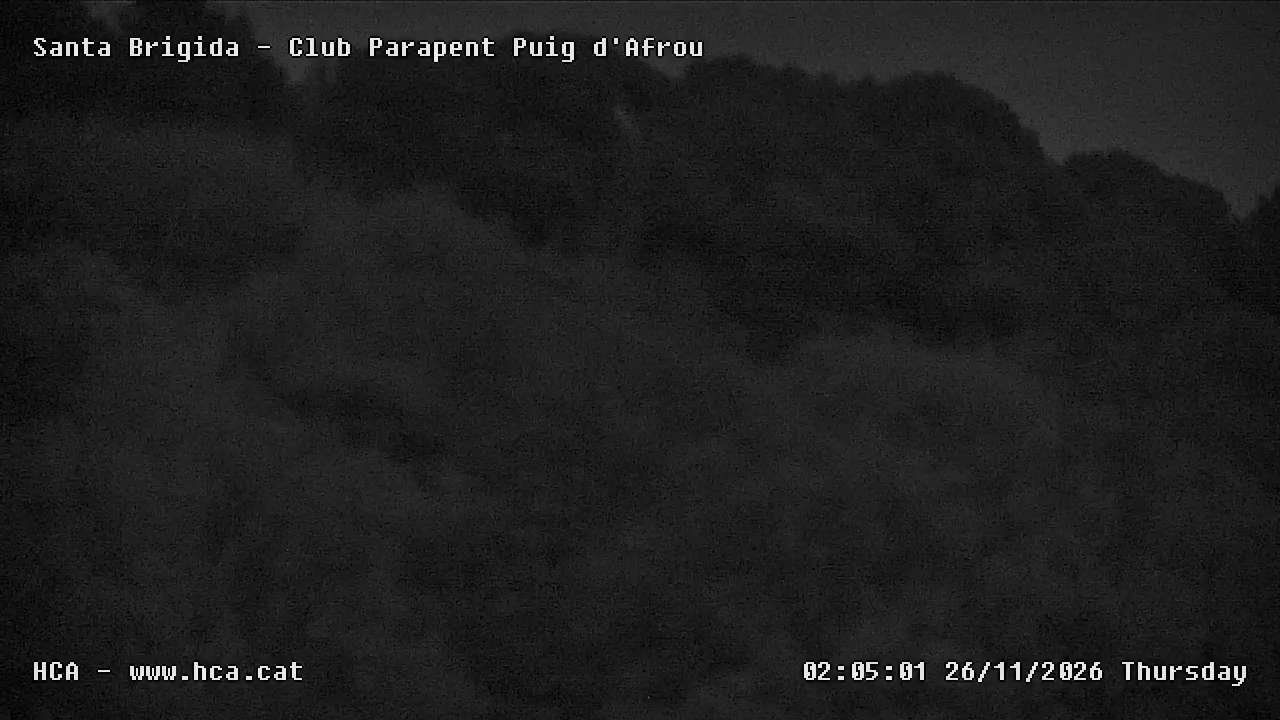 Santa Brigida - Club Parapent Puig d'Afrou
HCA - www.hca.cat
02:05:01 26/11/2026 Thursday